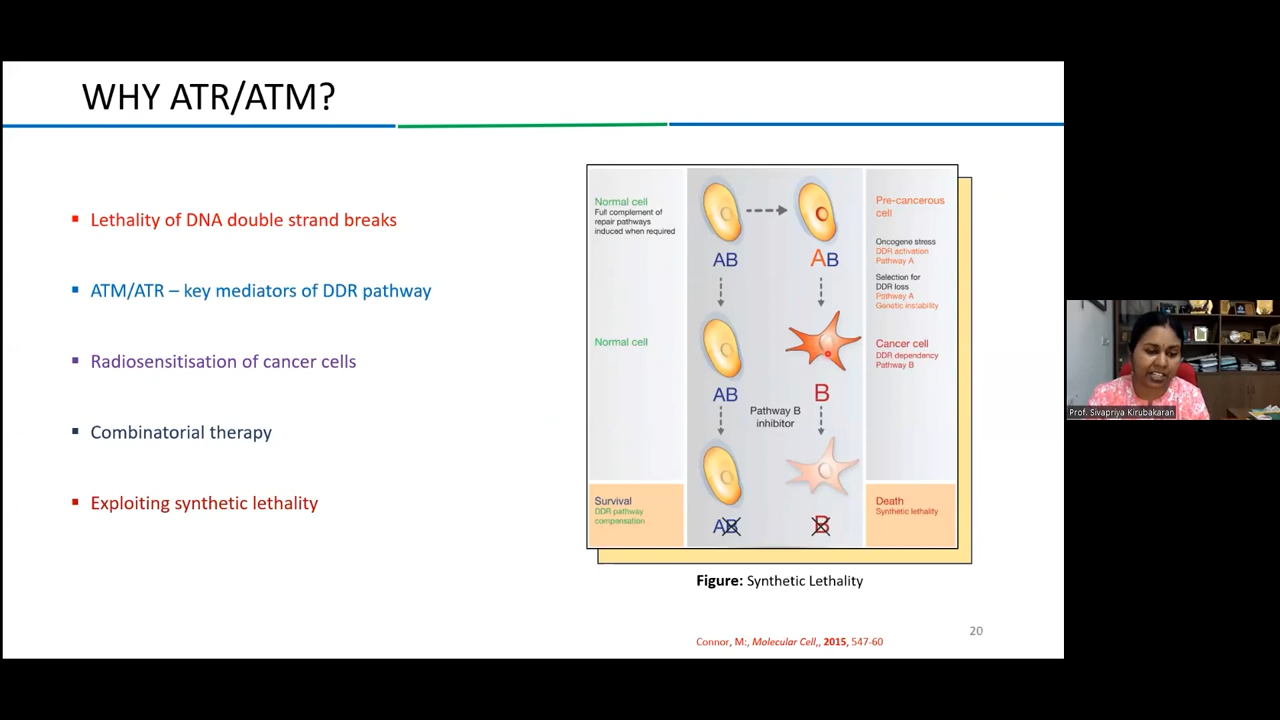 WHY ATR/ATM?
▪ Lethality of DNA double strand breaks
▪ ATM/ATR – key mediators of DDR pathway
▪ Radiosensitisation of cancer cells
▪ Combinatorial therapy
▪ Exploiting synthetic lethality
Normal cell
Full complement of
repair pathways
induced when required
AB
AB
Pre-cancerous
cell
Oncogene stress
DDR activation
Pathway A
Selection for
DDR loss
Pathway A
Genetic instability
Normal cell
AB
B
Cancer cell
DDR dependency
Pathway B
Pathway B
inhibitor
Survival
DDR pathway
compensation
AB
B
Death
Synthetic lethality
Figure: Synthetic Lethality
20
Connor, M:, Molecular Cell,, 2015, 547-60
Prof. Sivapriya Kirubakaran